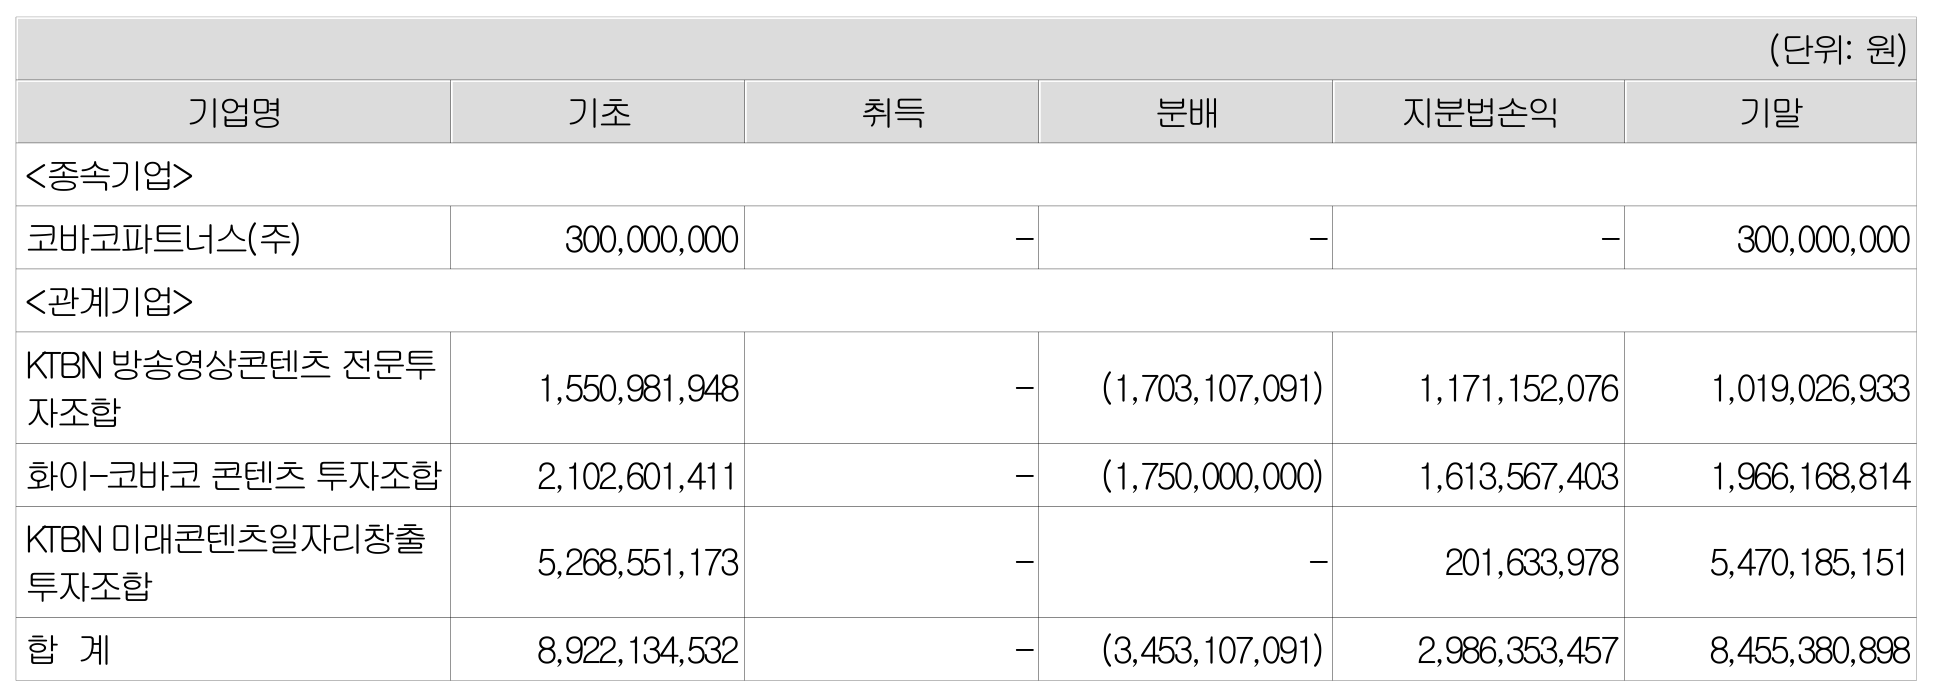 (단위: 원)
기업명 기초 취득 분배 지분법손익 기말
<종속기업>
코바코파트너스(주) 300,000,000 – – – 300,000,000
<관계기업>
KTBN 방송영상콘텐츠 전문투
자조합 1,550,981,948 – (1,703,107,091) 1,171,152,076 1,019,026,933
화이–코바코 콘텐츠 투자조합 2,102,601,411 – (1,750,000,000) 1,613,567,403 1,966,168,814
KTBN 미래콘텐츠일자리창출
투자조합 5,268,551,173 – – 201,633,978 5,470,185,151
합 계 8,922,134,532 – (3,453,107,091) 2,986,353,457 8,455,380,898